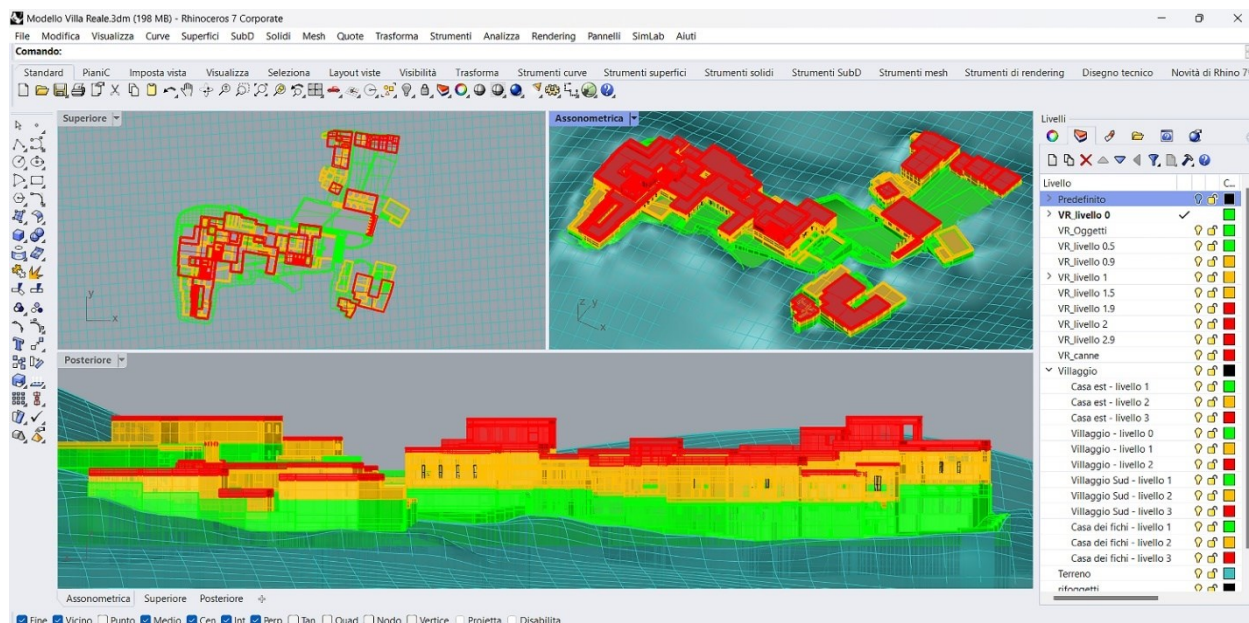 Modello Villa Reale.3dm (198 MB) - Rhinoceros 7 Corporate
File Modifica Visualizza Curve Superfici SubD Solidi Mesh Quote Trasforma Strumenti Analizza Rendering Pannelli SimLab Aiuti
Comando:
Standard PianiC Imposta vista Visualizza Seleziona Layout viste Visibilità Trasforma Strumenti curve Strumenti superfici Strumenti solidi Strumenti SubD Strumenti mesh Strumenti di rendering Disegno tecnico Novità di Rhino 7
Superiore
y
x
Assonometrica
z y
x
Posteriore
Livelli
Livello C...
Predefinito
VR_livello 0
VR_Oggetti
VR_livello 0.5
VR_livello 0.9
VR_livello 1
VR_livello 1.5
VR_livello 1.9
VR_livello 2
VR_livello 2.9
VR_canne
Villaggio
Casa est - livello 1
Casa est - livello 2
Casa est - livello 3
Villaggio - livello 0
Villaggio - livello 1
Villaggio - livello 2
Villaggio Sud - livello 1
Villaggio Sud - livello 2
Villaggio Sud - livello 3
Casa dei fichi - livello 1
Casa dei fichi - livello 2
Casa dei fichi - livello 3
Terreno
rifoggetti
Assonometrica Superiore Posteriore
Fine Vicino Punto Medio Cen Int Perp Tan Quad Nodo Vertice Proietta Disabilita